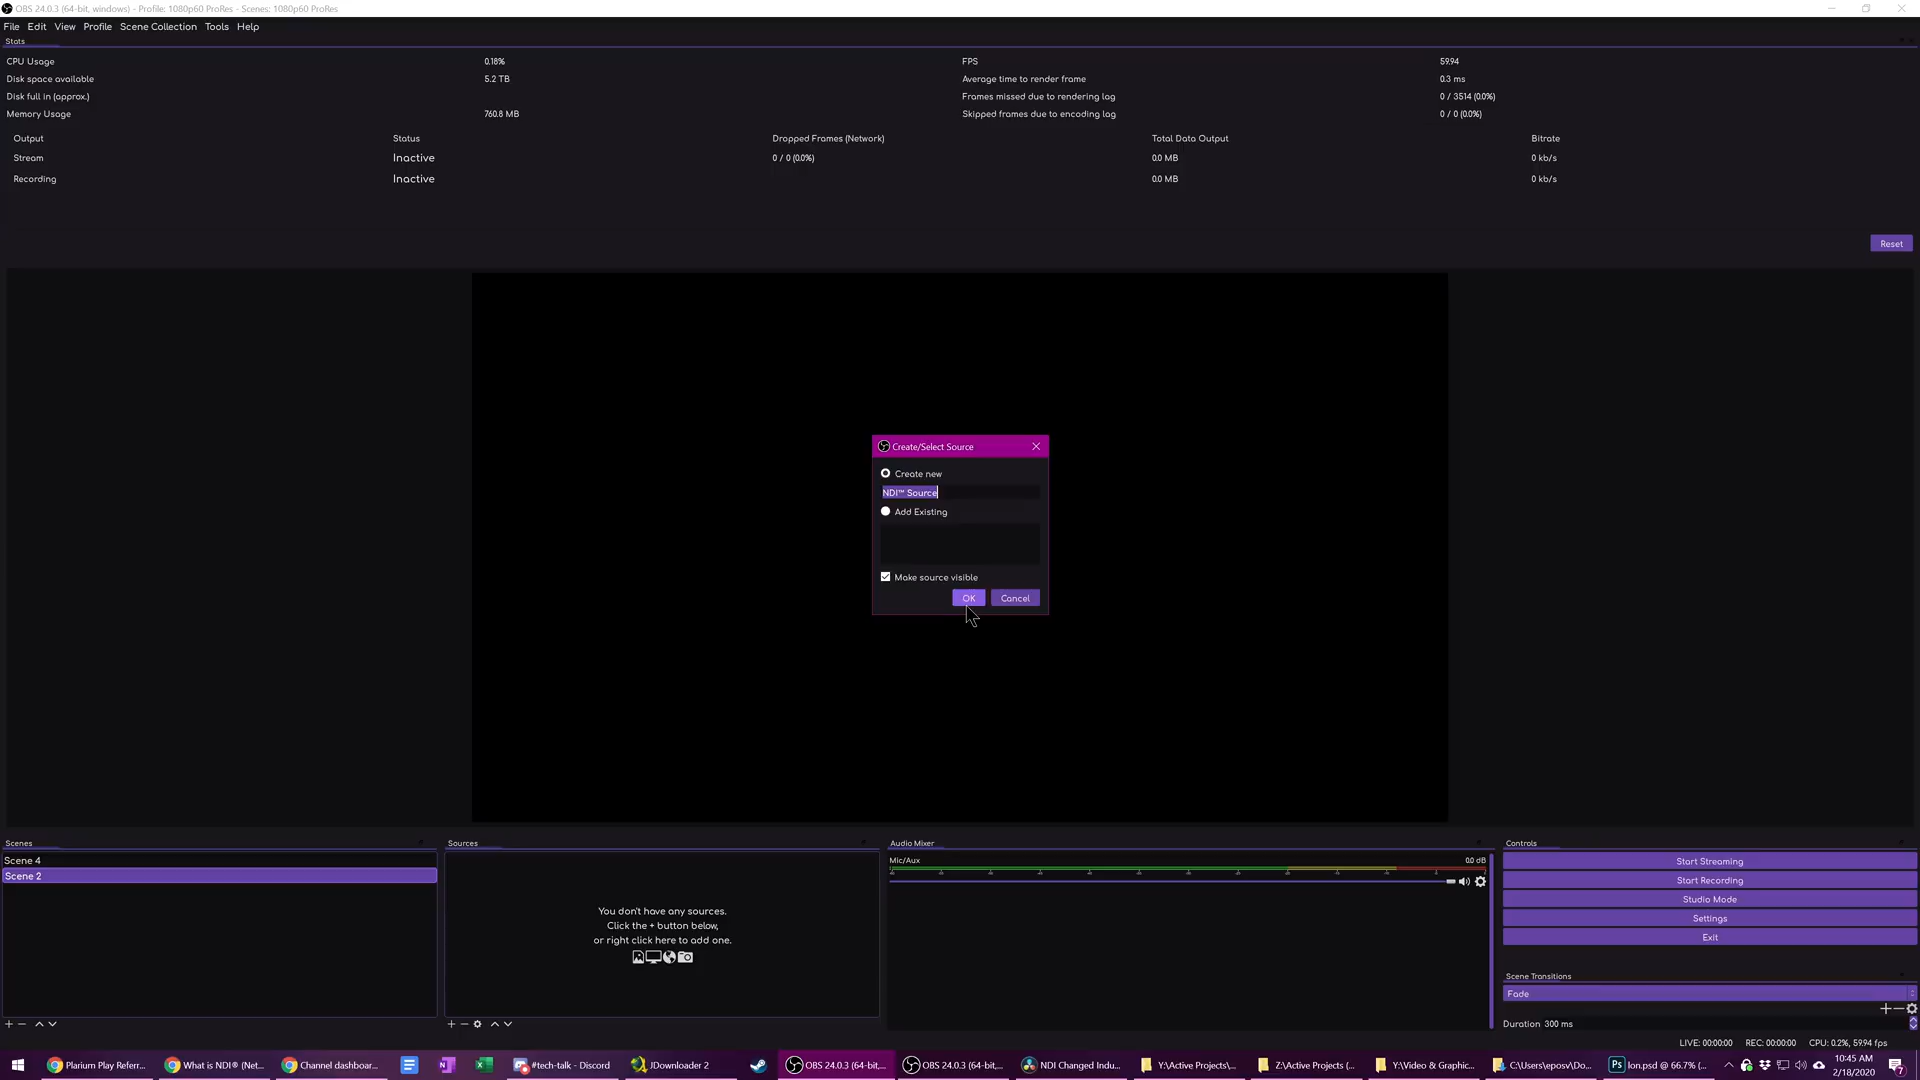 OBS 24.0.3 (64-bit, windows) - Profile: 1080p60 ProRes - Scenes: 1080p60 ProRes
File Edit View Profile Scene Collection Tools Help
Stats
CPU Usage 0.18% FPS 59.94
Disk space available 5.2 TB Average time to render frame 0.3 ms
Disk full in (approx.) Frames missed due to rendering lag 0 / 3514 (0.0%)
Memory Usage 760.8 MB Skipped frames due to encoding lag 0 / 0 (0.0%)
Output Status Dropped Frames (Network) Total Data Output Bitrate
Stream Inactive 0 / 0 (0.0%) 0.0 MB 0 kb/s
Recording Inactive 0.0 MB 0 kb/s
Reset
Create/Select Source
Create new
NDI™ Source
Add Existing
Make source visible
OK Cancel
Scenes Sources Audio Mixer Controls
Scene 4
Scene 2
You don't have any sources.
Click the + button below,
or right click here to add one.
Mic/Aux 0.0 dB
Start Streaming
Start Recording
Studio Mode
Settings
Exit
Scene Transitions
Fade
Duration 300 ms
LIVE: 00:00:00 REC: 00:00:00 CPU: 0.2%, 59.94 fps
Plarium Play Referr... What is NDI® (Net... Channel dashboar... #tech-talk - Discord JDownloader 2 OBS 24.0.3 (64-bit,... OBS 24.0.3 (64-bit,... NDI Changed Indu... Y:\Active Projects\... Z:\Active Projects (... Y:\Video & Graphic... C:\Users\eposv\Do... lon.psd @ 66.7% (...
10:45 AM
2/18/2020
7